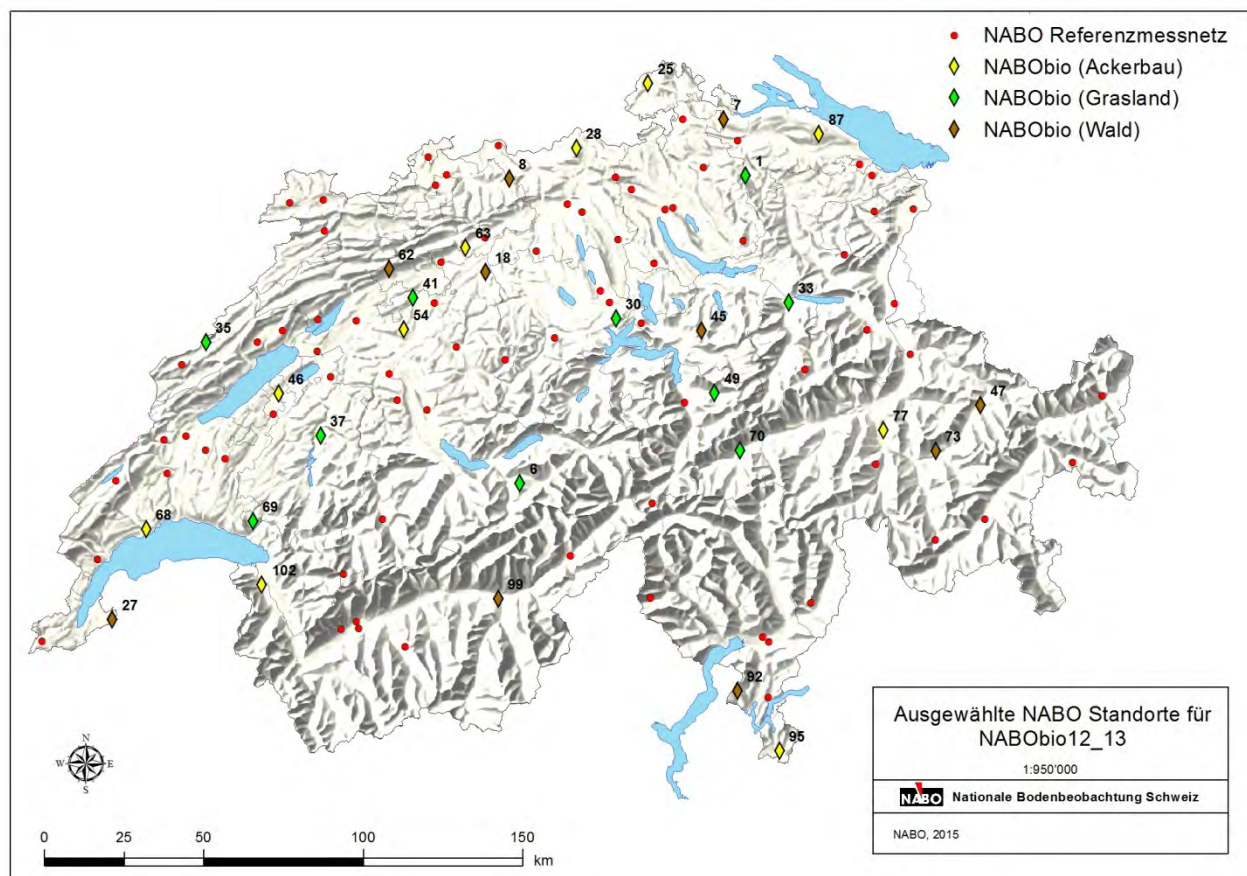 NABO Referenzmessnetz
NABObio (Ackerbau)
NABObio (Grasland)
NABObio (Wald)
25
7
87
28
8
1
63
62
18
41
33
30
54
45
35
46
49
47
77
37
70
73
6
69
68
102
99
27
92
95
N
W E
S
Ausgewählte NABO Standorte für
NABObio12_13
1:950'000
NABO Nationale Bodenbeobachtung Schweiz
NABO, 2015
0 25 50 100 150
km